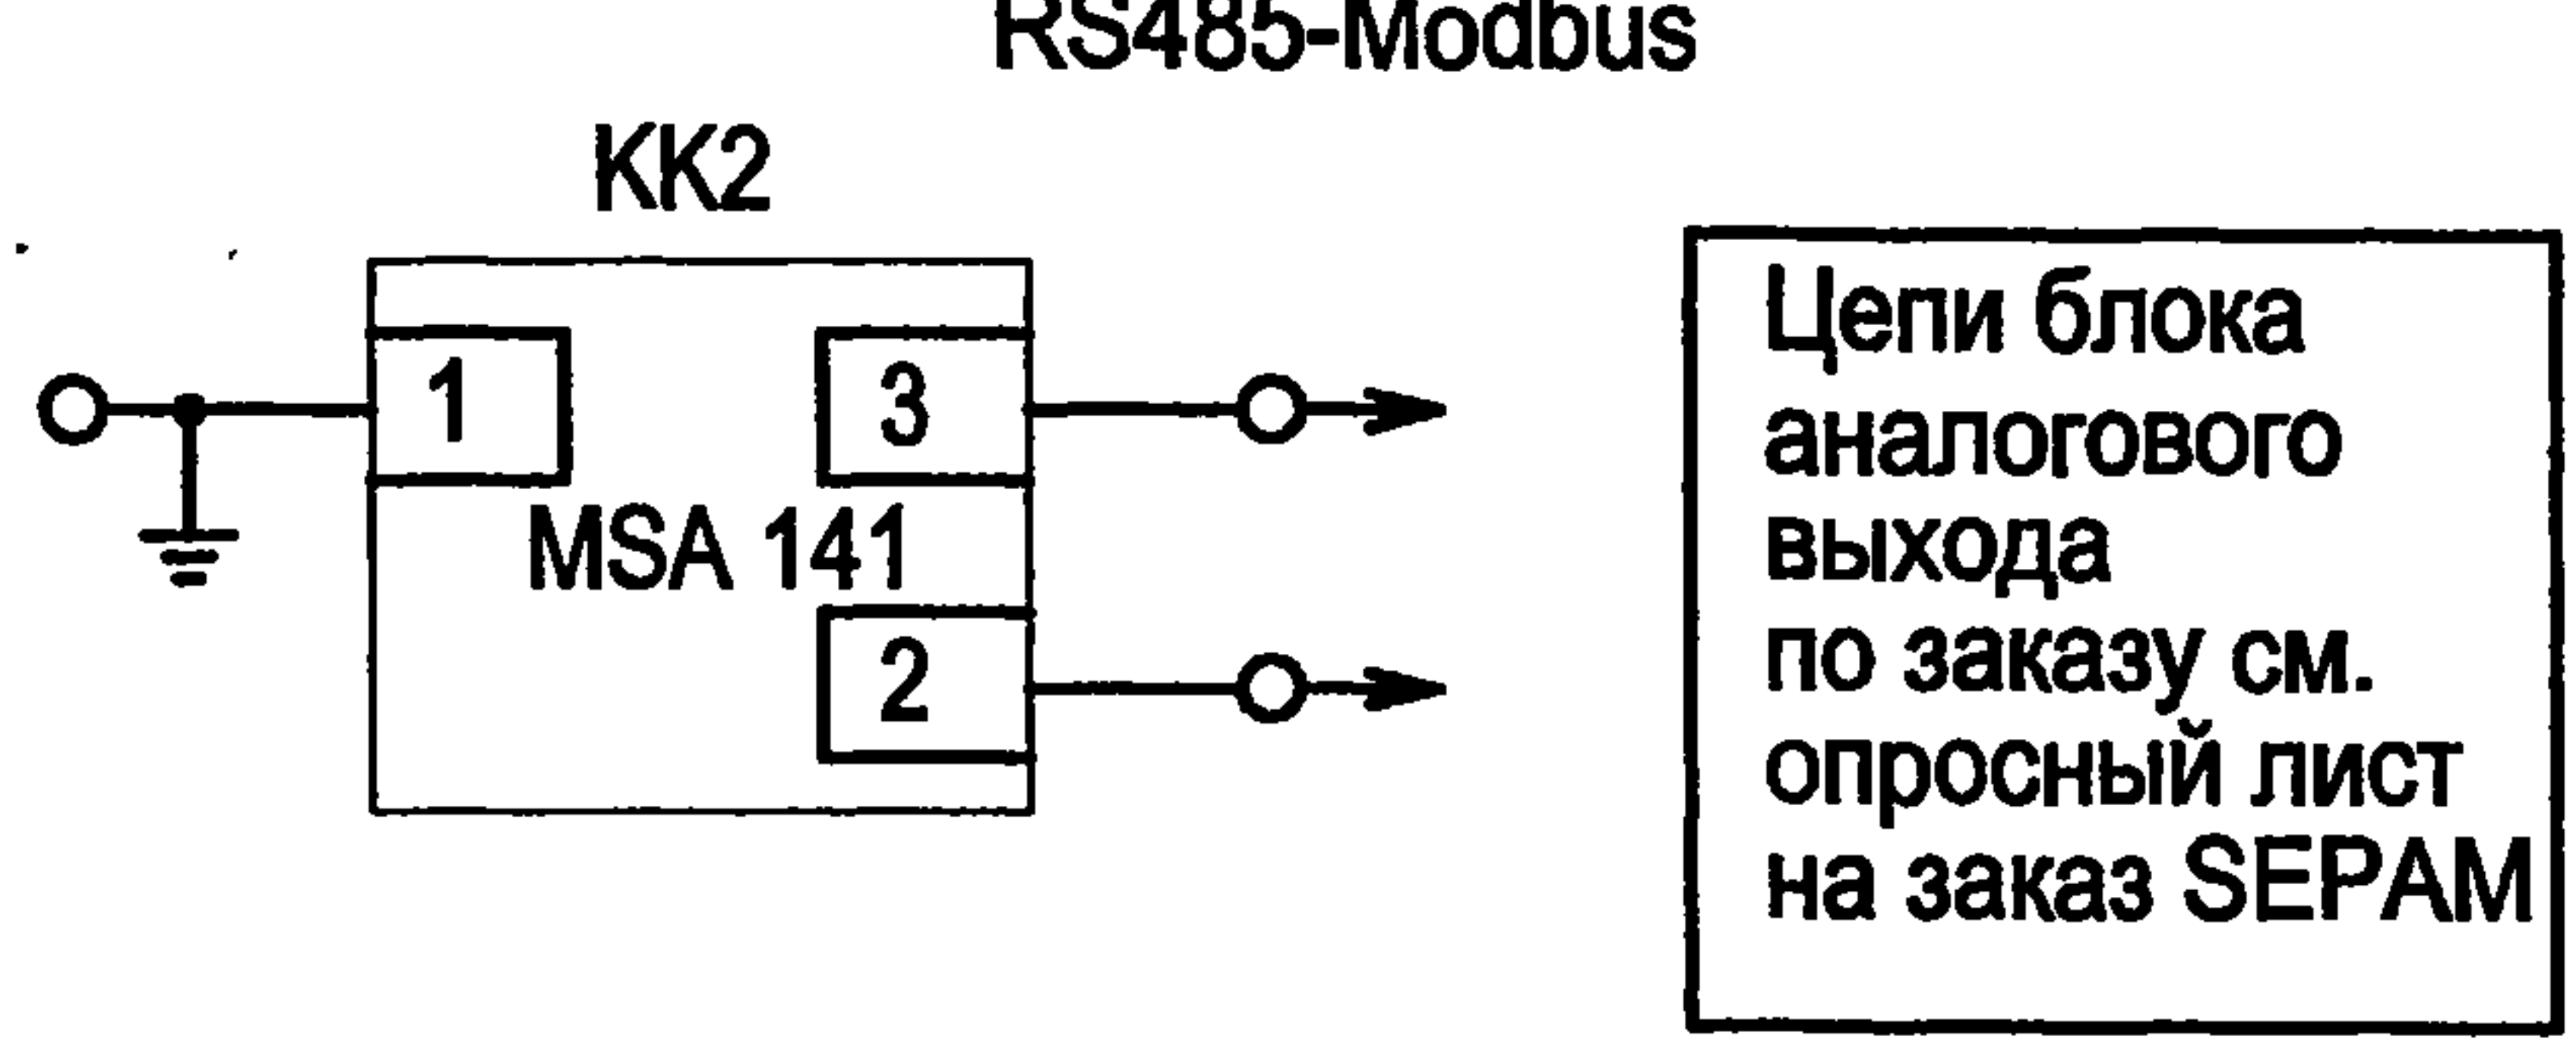 RS485-Modbus
KK2
1
3
MSA 141
2
Цепи блока
аналогового
выхода
по заказу см.
опросный лист
на заказ SEPAM